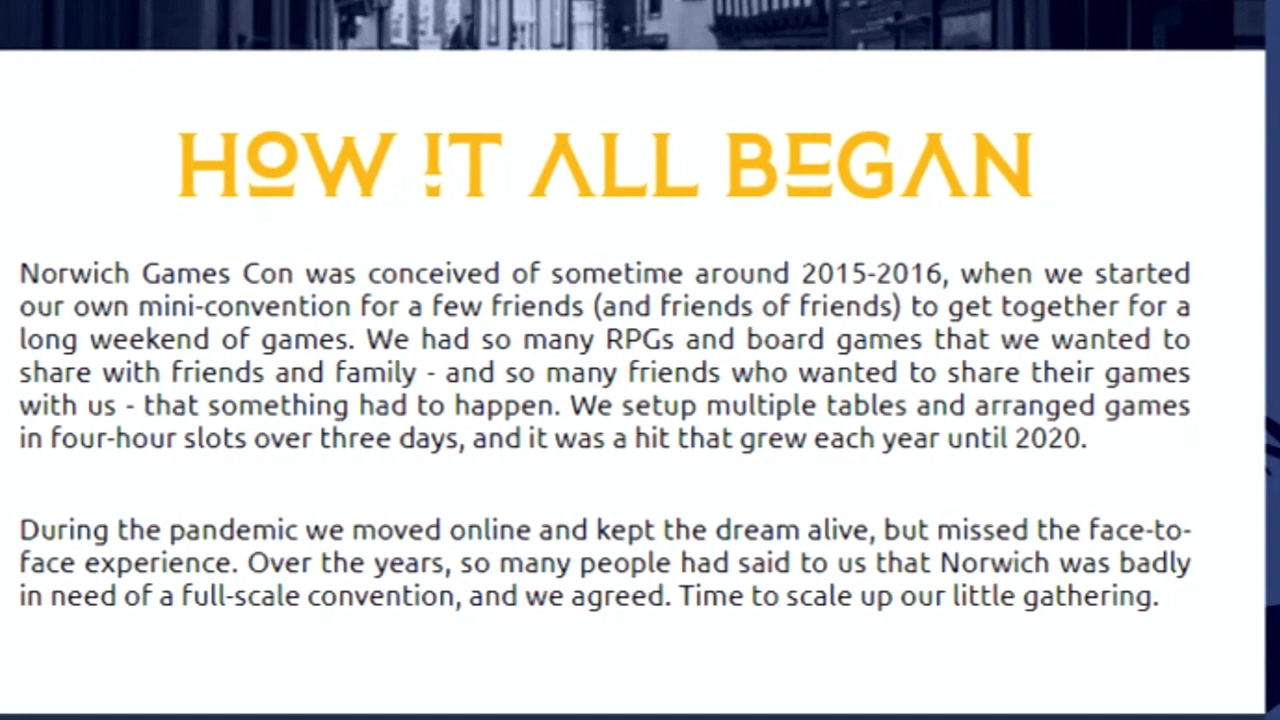 HOW IT ALL BEGAN
Norwich Games Con was conceived of sometime around 2015-2016, when we started
our own mini-convention for a few friends (and friends of friends) to get together for a
long weekend of games. We had so many RPGs and board games that we wanted to
share with friends and family - and so many friends who wanted to share their games
with us - that something had to happen. We setup multiple tables and arranged games
in four-hour slots over three days, and it was a hit that grew each year until 2020.
During the pandemic we moved online and kept the dream alive, but missed the face-to-
face experience. Over the years, so many people had said to us that Norwich was badly
in need of a full-scale convention, and we agreed. Time to scale up our little gathering.